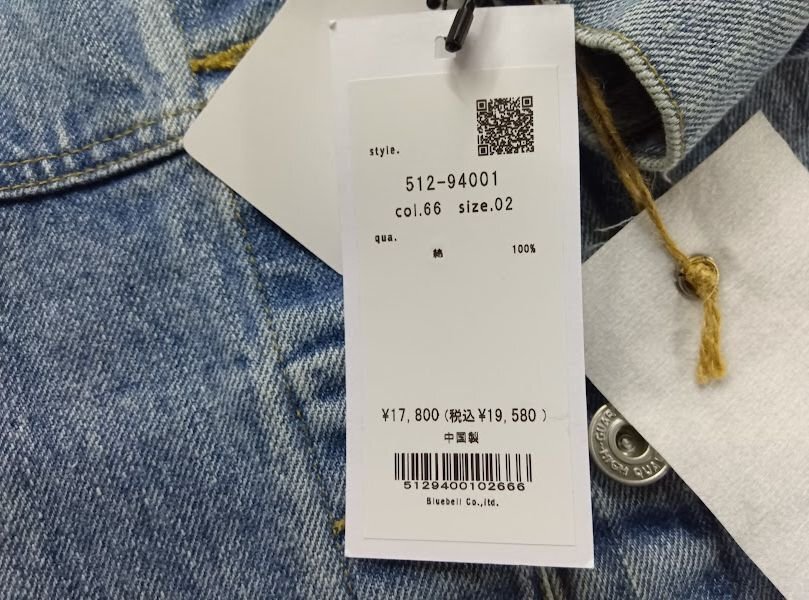 style.
512-94001
col.66 size.02
qua.
綿 100%
¥17,800(税込¥19,580)
中国製
5129400102666
Bluebell Co.,ltd.